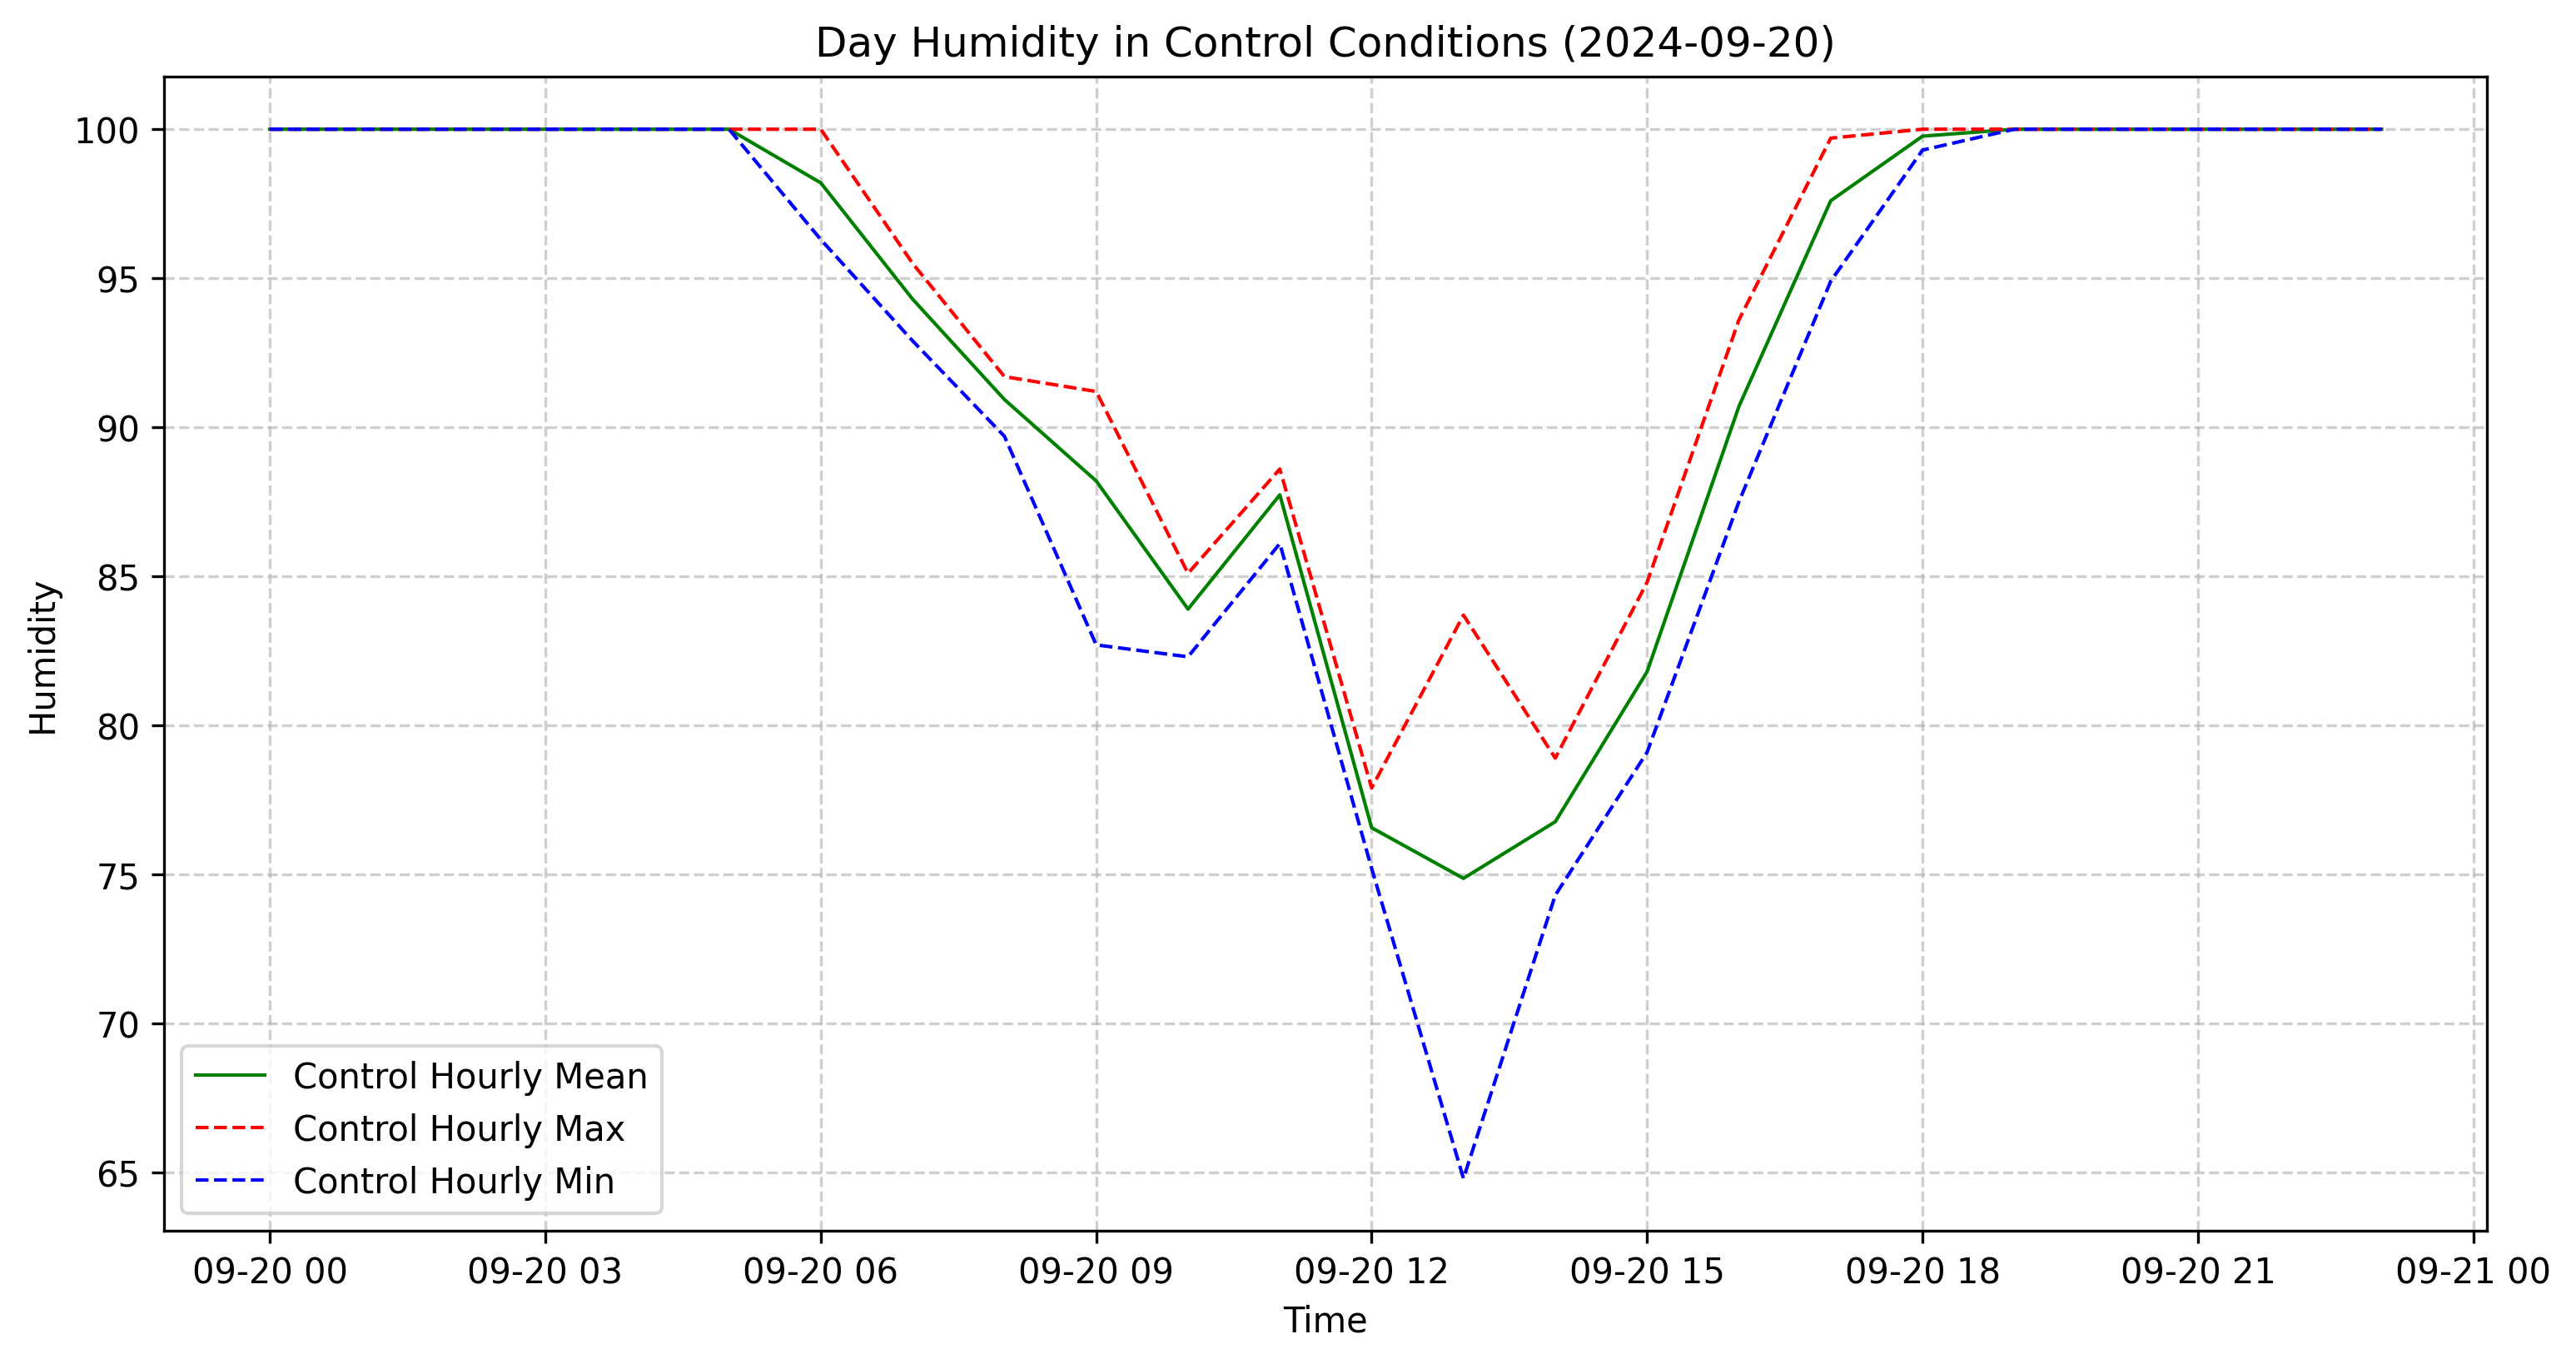 Day Humidity in Control Conditions (2024-09-20)
Humidity
100
95
90
85
80
75
70
65
Control Hourly Mean
Control Hourly Max
Control Hourly Min
09-20 00
09-20 03
09-20 06
09-20 09
09-20 12
09-20 15
09-20 18
09-20 21
09-21 00
Time